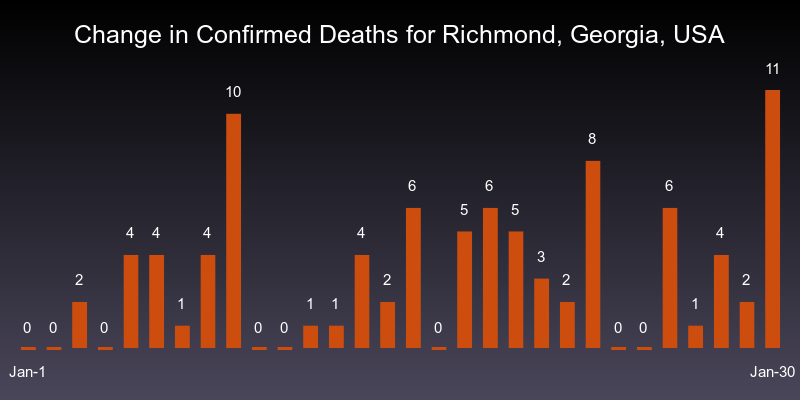 Change in Confirmed Deaths for Richmond, Georgia, USA
0 0 2 0 4 4 1 4 10 0 0 1 1 4 2 6 0 5 6 5 3 2 8 0 0 6 1 4 2 11
Jan-1 Jan-30